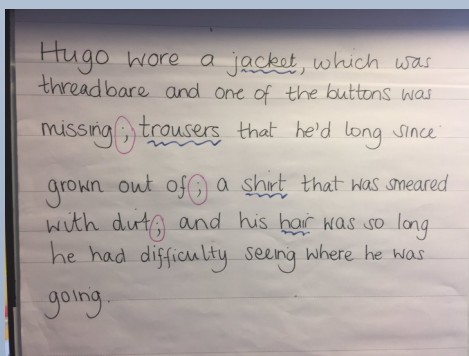 Hugo wore a jacket, which was
threadbare and one of the buttons was
missing; trousers that he'd long since
grown out of; a shirt that was smeared
with dirt; and his hair was so long
he had difficulty seeing where he was
going.